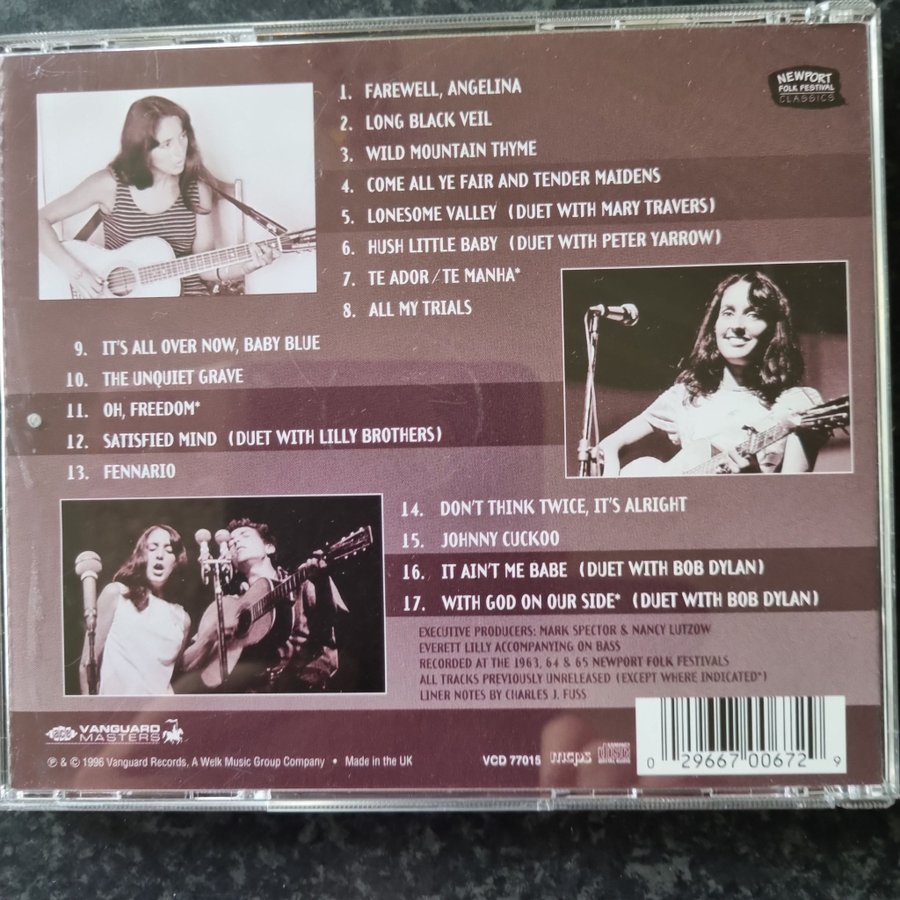 NEWPORT
FOLK FESTIVAL
CLASSICS
1. FAREWELL, ANGELINA
2. LONG BLACK VEIL
3. WILD MOUNTAIN THYME
4. COME ALL YE FAIR AND TENDER MAIDENS
5. LONESOME VALLEY (DUET WITH MARY TRAVERS)
6. HUSH LITTLE BABY (DUET WITH PETER YARROW)
7. TE ADOR/TE MANHA*
8. ALL MY TRIALS
9. IT'S ALL OVER NOW, BABY BLUE
10. THE UNQUIET GRAVE
11. OH, FREEDOM*
12. SATISFIED MIND (DUET WITH LILLY BROTHERS)
13. FENNARIO
14. DON'T THINK TWICE, IT'S ALRIGHT
15. JOHNNY CUCKOO
16. IT AIN'T ME BABE (DUET WITH BOB DYLAN)
17. WITH GOD ON OUR SIDE* (DUET WITH BOB DYLAN)
EXECUTIVE PRODUCERS: MARK SPECTOR & NANCY LUTZOW
EVERETT LILLY ACCOMPANYING ON BASS
RECORDED AT THE 1963, 64 & 65 NEWPORT FOLK FESTIVALS
ALL TRACKS PREVIOUSLY UNRELEASED (EXCEPT WHERE INDICATED*)
LINER NOTES BY CHARLES J. FUSS
ace VANGUARD
MASTERS
℗ & © 1996 Vanguard Records, A Welk Music Group Company • Made in the UK
VCD 77015 mcps
0 29667 00672 9